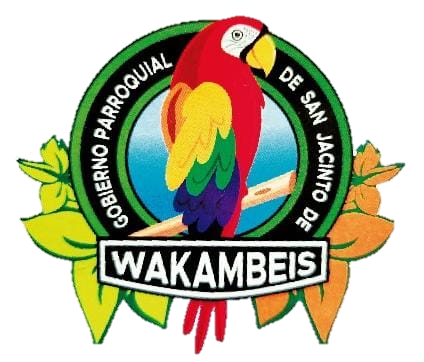 GOBIERNO PARROQUIAL
DE SAN JACINTO DE
WAKAMBEIS